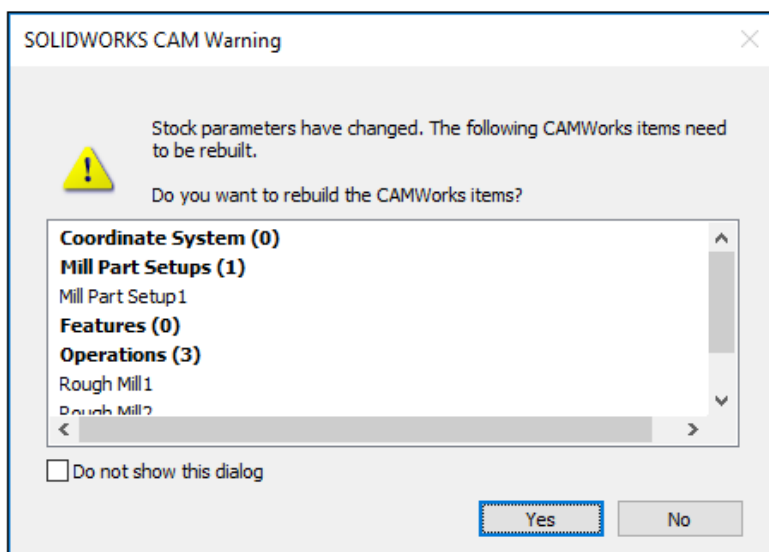 SOLIDWORKS CAM Warning
Stock parameters have changed. The following CAMWorks items need
to be rebuilt.
Do you want to rebuild the CAMWorks items?
Coordinate System (0)
Mill Part Setups (1)
Mill Part Setup1
Features (0)
Operations (3)
Rough Mill1
Rough Mill2
Do not show this dialog
Yes No